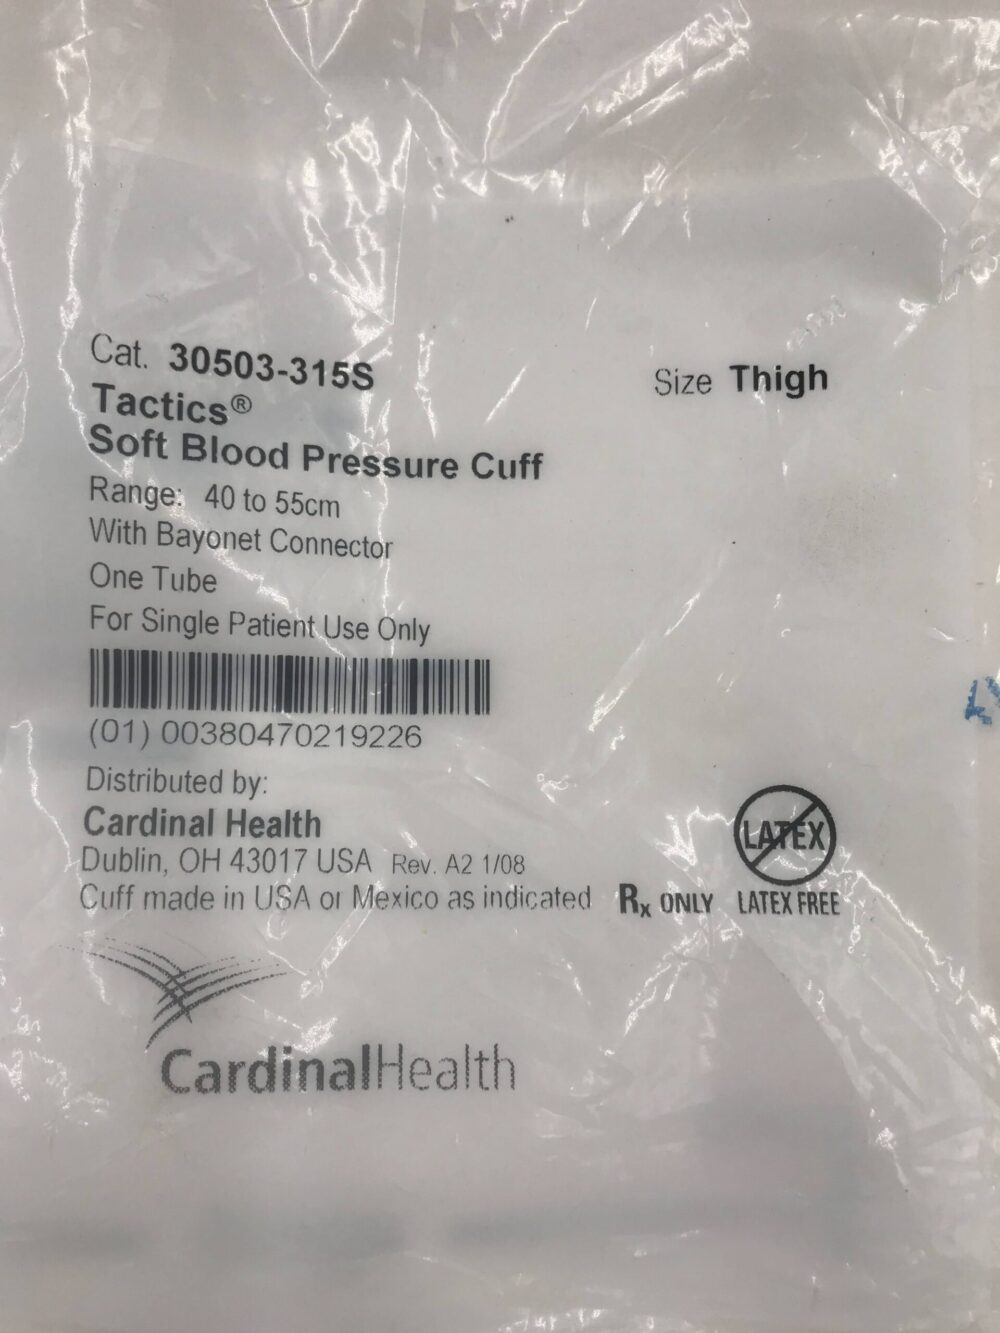 Cat. 30503-315S
Size Thigh
Tactics®
Soft Blood Pressure Cuff
Range: 40 to 55cm
With Bayonet Connector
One Tube
For Single Patient Use Only
(01) 00380470219226
Distributed by:
Cardinal Health
Dublin, OH 43017 USA Rev. A2 1/08
Cuff made in USA or Mexico as indicated
Rx ONLY
LATEX
LATEX FREE
CardinalHealth